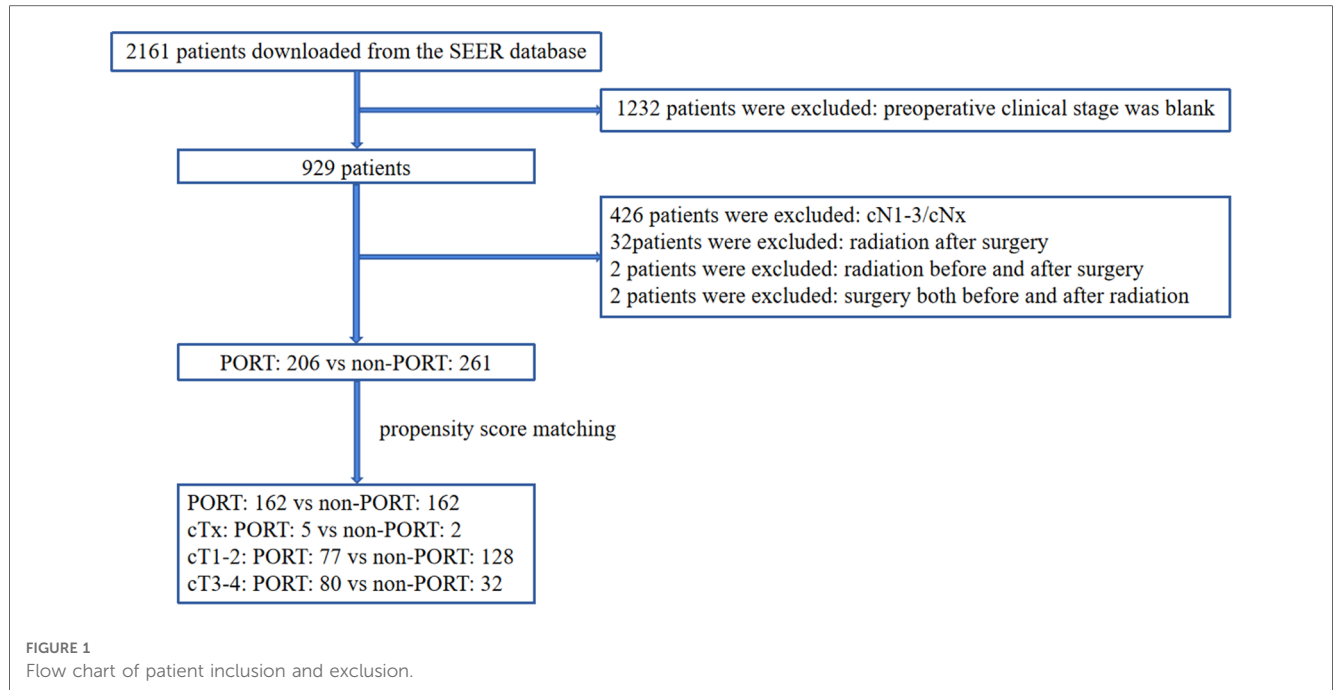 2161 patients downloaded from the SEER database
1232 patients were excluded: preoperative clinical stage was blank
929 patients
426 patients were excluded: cN1-3/cNx
32patients were excluded: radiation after surgery
2 patients were excluded: radiation before and after surgery
2 patients were excluded: surgery both before and after radiation
PORT: 206 vs non-PORT: 261
propensity score matching
PORT: 162 vs non-PORT: 162
cTx: PORT: 5 vs non-PORT: 2
cT1-2: PORT: 77 vs non-PORT: 128
cT3-4: PORT: 80 vs non-PORT: 32
FIGURE 1
Flow chart of patient inclusion and exclusion.